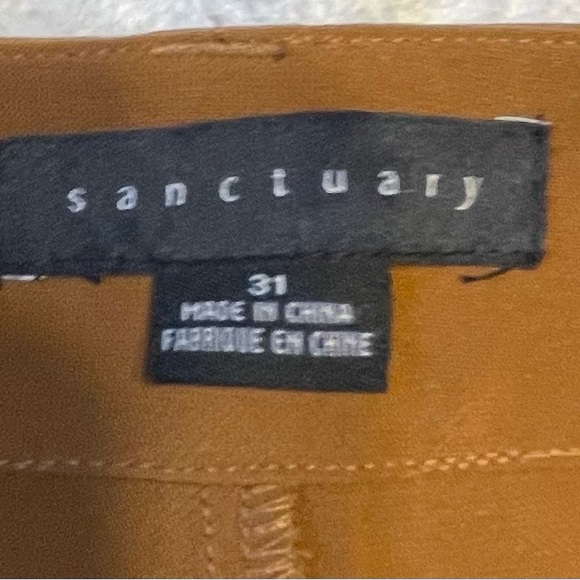 sanctuary
31
MADE IN CHINA
FABRIQUE EN CHINE